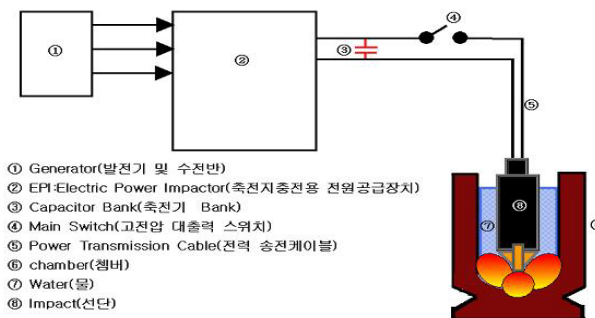 ①
②
③
④
⑤
⑦
⑧
① Generator(발전기 및 수전반)
② EPI:Electric Power Impactor(축전지충전용 전원공급장치)
③ Capacitor Bank(축전기 Bank)
④ Main Switch(고전압 대출력 스위치)
⑤ Power Transmission Cable(전력 송전케이블)
⑥ chamber(쳄버)
⑦ Water(물)
⑧ Impact(선단)